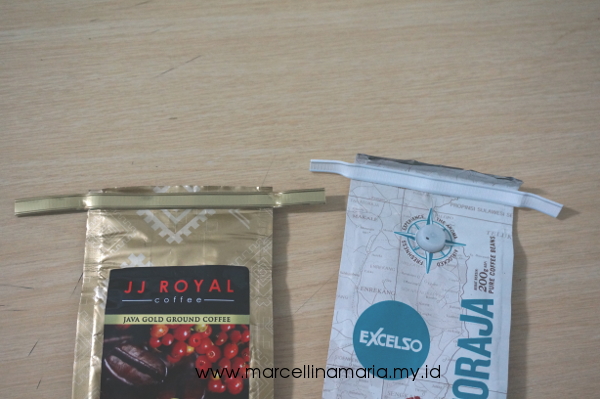 JJ ROYAL
coffee
JAVA GOLD GROUND COFFEE
EXCELSO
ORAJA
200g
PURE COFFEE BEANS
www.marcellinamaria.my.id